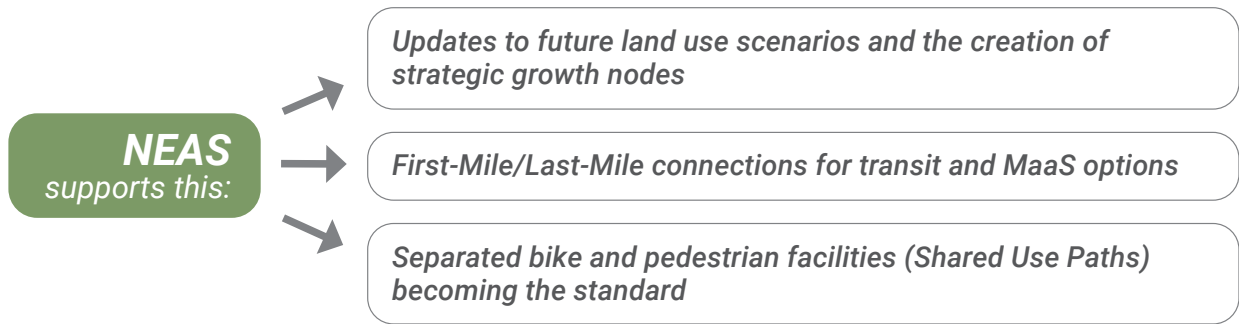 NEAS
supports this:
Updates to future land use scenarios and the creation of
strategic growth nodes
First-Mile/Last-Mile connections for transit and MaaS options
Separated bike and pedestrian facilities (Shared Use Paths)
becoming the standard